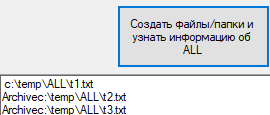 Создать файлы/папки и
узнать информацию об
ALL
c:\temp\ALL\t1.txt
Archivec:\temp\ALL\t2.txt
Archivec:\temp\ALL\t3.txt